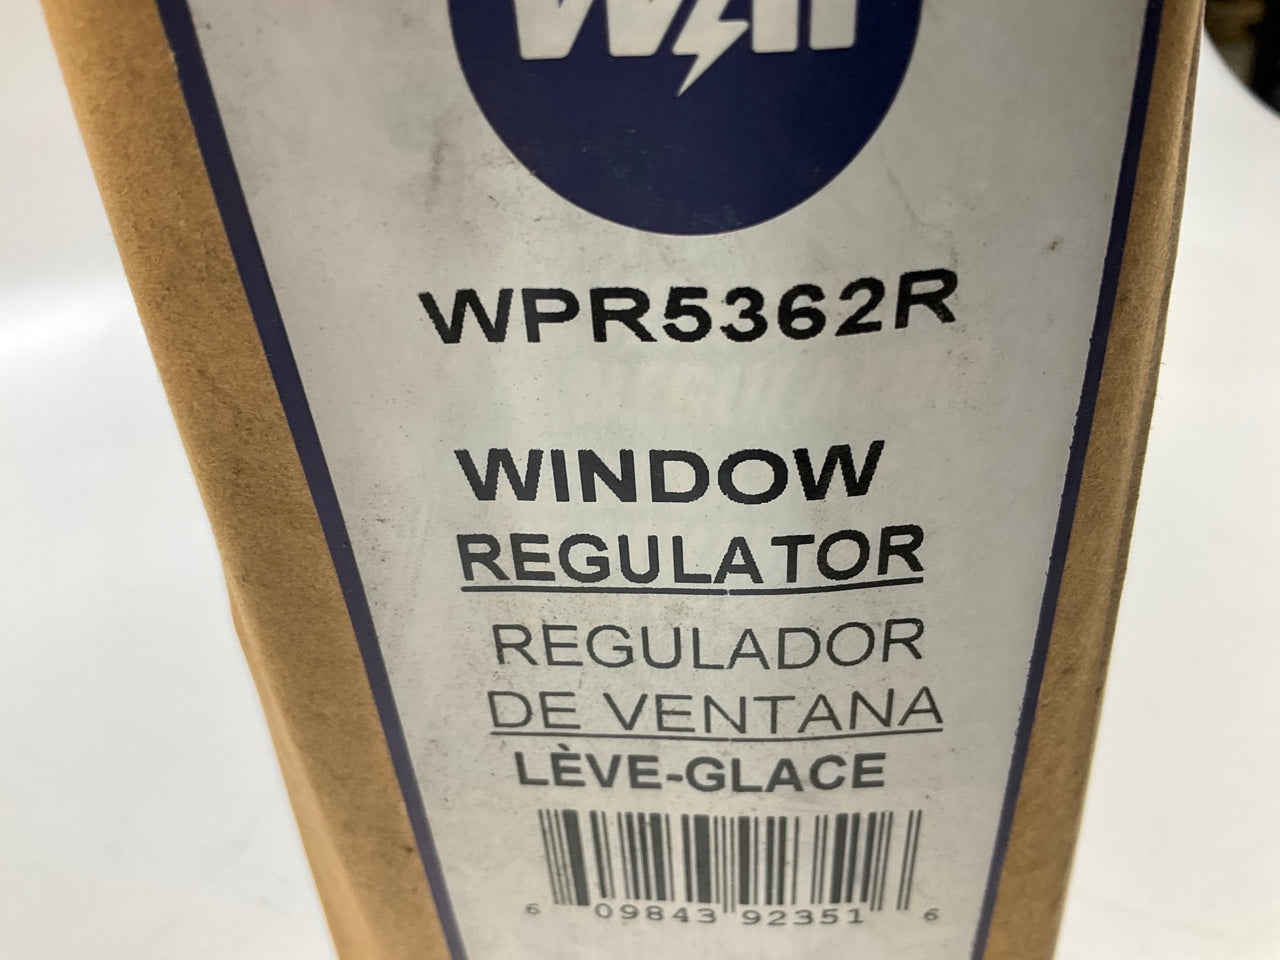 WPR5362R
WINDOW
REGULATOR
REGULADOR
DE VENTANA
LÈVE-GLACE
6 09843 92351 6